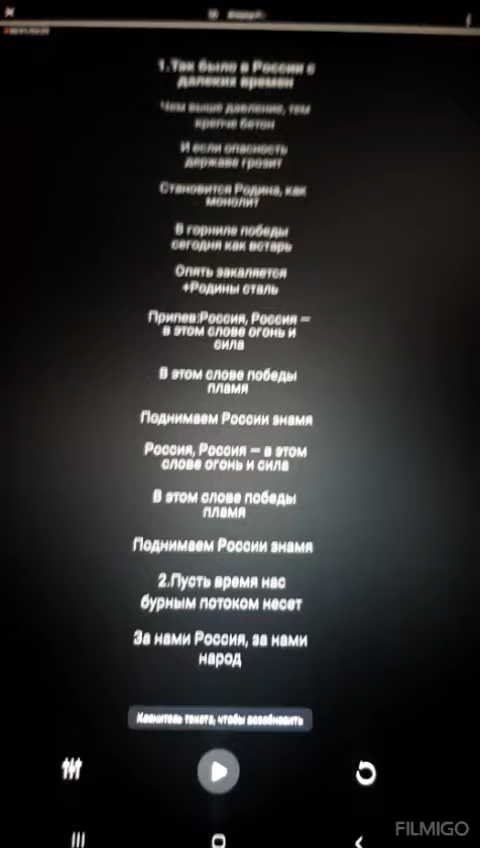 1.Так было в России с
далеких времен
Чем выше давление, тем
крепче бетон
И если опасность
державе грозит
Становится Родина, как
монолит
В горниле победы
сегодня как встарь
Опять закаляется
+Родины сталь
Припев:Россия, Россия —
в этом слове огонь и
сила
В этом слове победы
пламя
Поднимаем России знамя
Россия, Россия — в этом
слове огонь и сила
В этом слове победы
пламя
Поднимаем России знамя
2.Пусть время нас
бурным потоком несет
За нами Россия, за нами
народ
Коснитесь текста, чтобы возобновить
FILMIGO